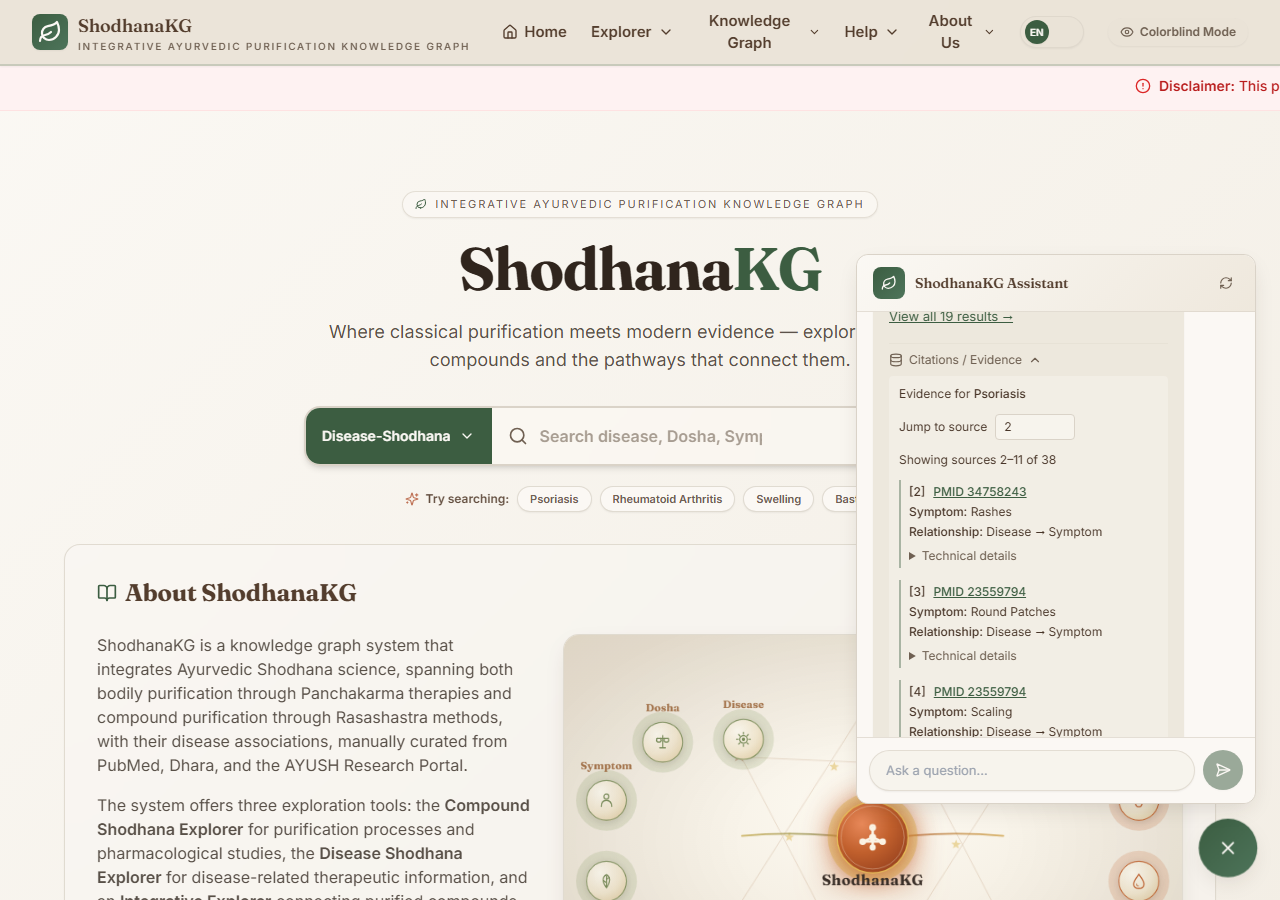 ShodhanaKG
INTEGRATIVE AYURVEDIC PURIFICATION KNOWLEDGE GRAPH
Home
Explorer
Knowledge
Graph
Help
About
Us
EN
Colorblind Mode
Disclaimer: This p
INTEGRATIVE AYURVEDIC PURIFICATION KNOWLEDGE GRAPH
ShodhanaKG
Where classical purification meets modern evidence — explor
compounds and the pathways that connect them.
Disease-Shodhana
Search disease, Dosha, Symp
Try searching:
Psoriasis
Rheumatoid Arthritis
Swelling
Bas
About ShodhanaKG
ShodhanaKG is a knowledge graph system that
integrates Ayurvedic Shodhana science, spanning both
bodily purification through Panchakarma therapies and
compound purification through Rasashastra methods,
with their disease associations, manually curated from
PubMed, Dhara, and the AYUSH Research Portal.
The system offers three exploration tools: the Compound
Shodhana Explorer for purification processes and
pharmacological studies, the Disease Shodhana
Explorer for disease-related therapeutic information, and
an Integrative Explorer connecting purified compounds
Dosha
Disease
Symptom
ShodhanaKG
ShodhanaKG Assistant
View all 19 results →
Citations / Evidence
Evidence for Psoriasis
Jump to source 2
Showing sources 2–11 of 38
[2] PMID 34758243
Symptom: Rashes
Relationship: Disease → Symptom
Technical details
[3] PMID 23559794
Symptom: Round Patches
Relationship: Disease → Symptom
Technical details
[4] PMID 23559794
Symptom: Scaling
Relationship: Disease → Symptom
Ask a question...